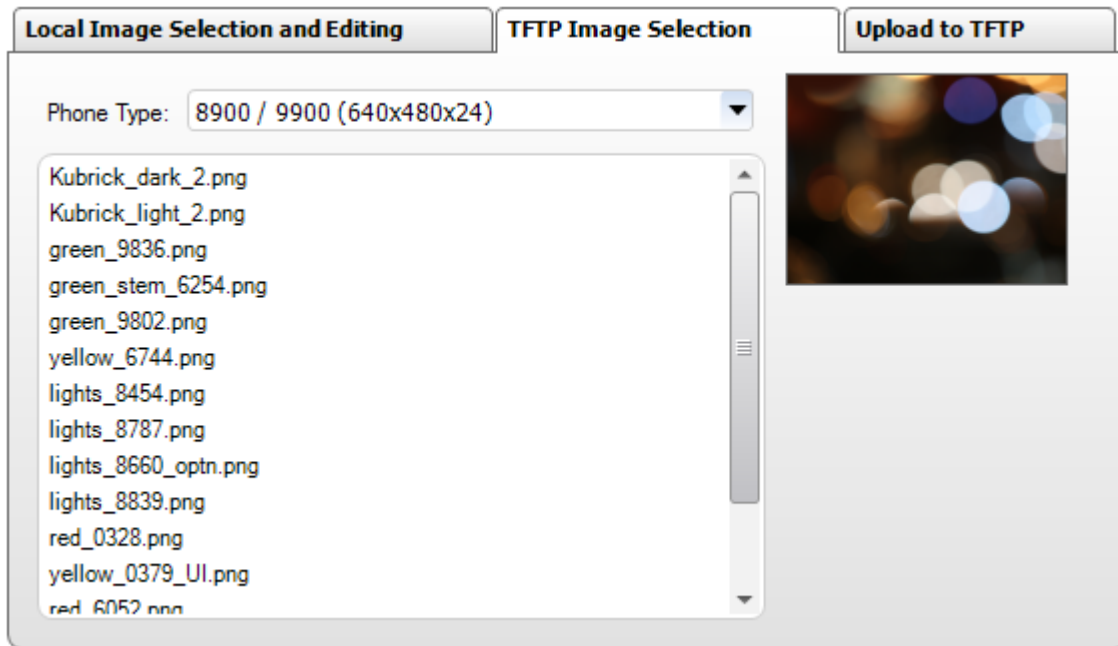 Local Image Selection and Editing TFTP Image Selection Upload to TFTP
Phone Type: 8900 / 9900 (640x480x24)
Kubrick_dark_2.png
Kubrick_light_2.png
green_9836.png
green_stem_6254.png
green_9802.png
yellow_6744.png
lights_8454.png
lights_8787.png
lights_8660_optn.png
lights_8839.png
red_0328.png
yellow_0379_UI.png
red_6052.png